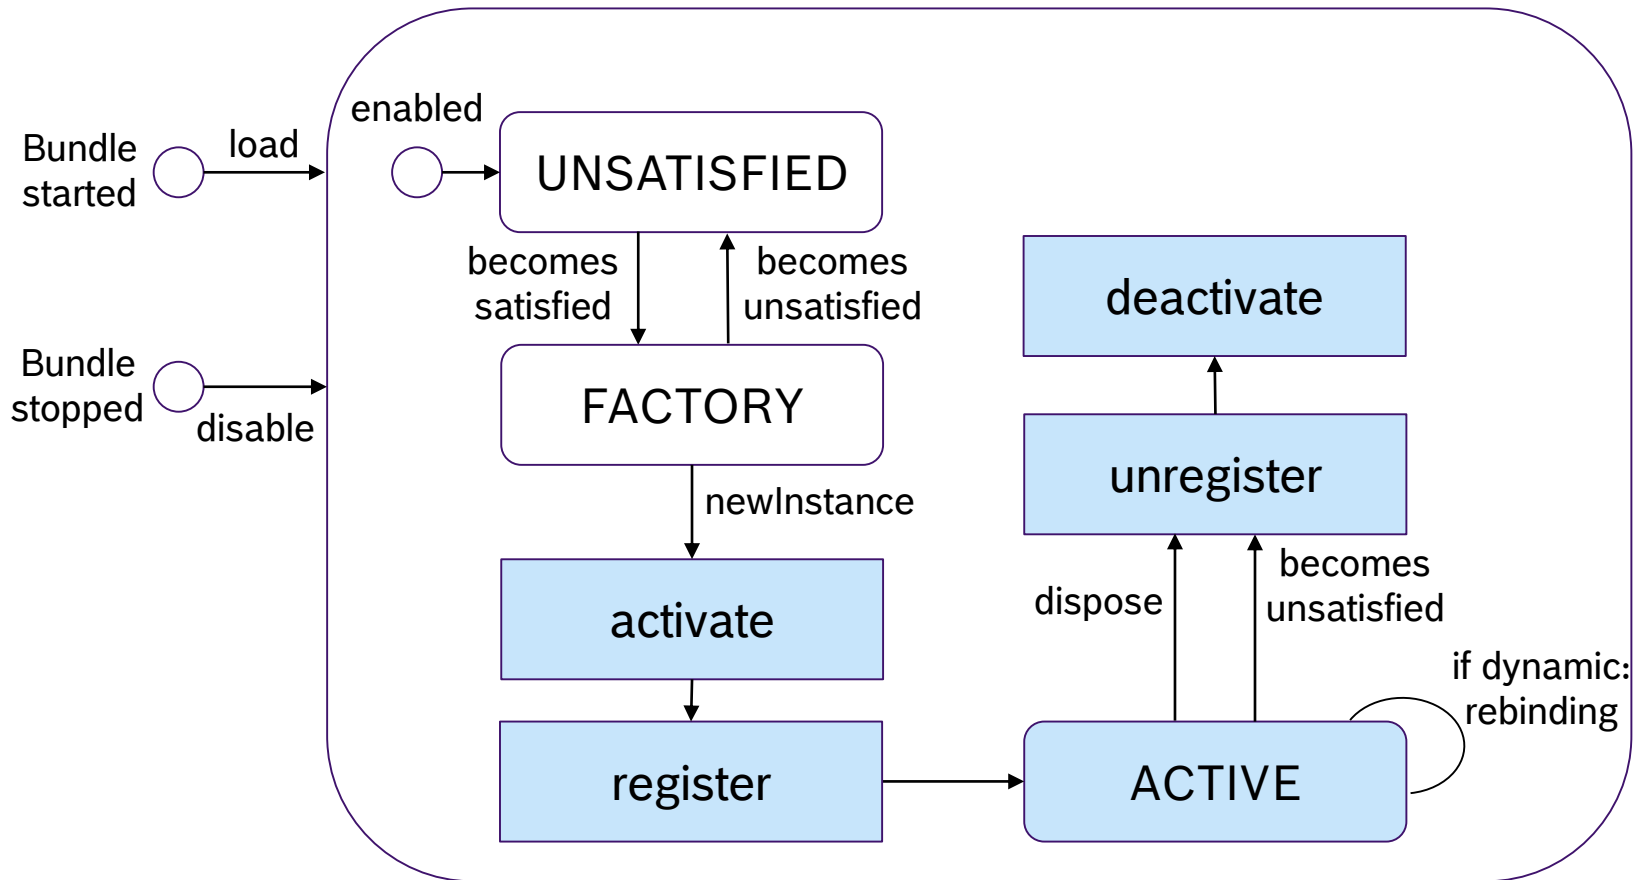 Bundle
started
load
enabled
UNSATISFIED
becomes
satisfied
becomes
unsatisfied
Bundle
stopped
disable
FACTORY
newInstance
activate
register
deactivate
unregister
dispose
becomes
unsatisfied
if dynamic:
rebinding
ACTIVE